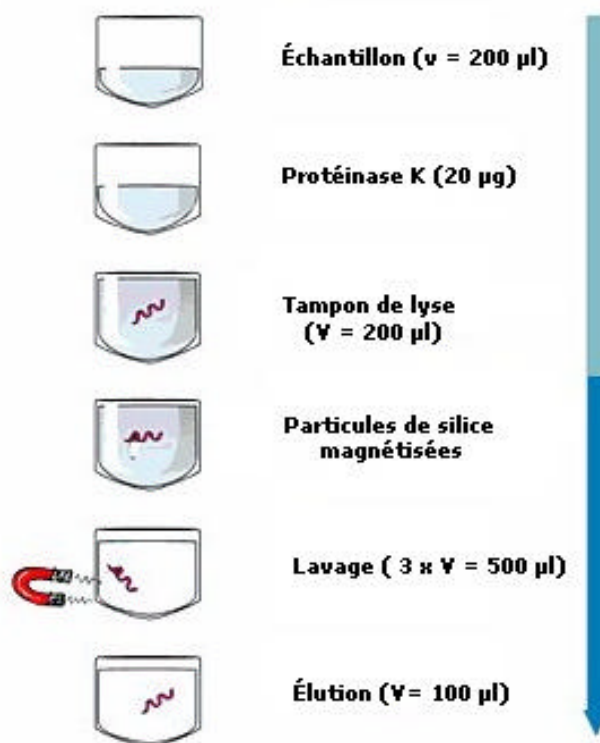 Échantillon (v = 200 µl)
Protéinase K (20 µg)
Tampon de lyse
(V = 200 µl)
Particules de silice
magnétisées
Lavage ( 3 x V = 500 µl)
Élution (V= 100 µl)